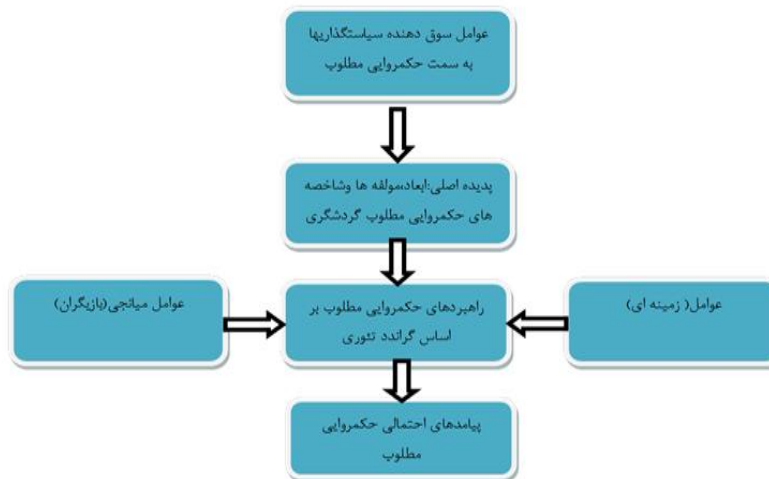 عوامل سوق دهنده سیاستگذاریها
به سمت حکمروایی مطلوب
پدیده اصلی:ابعاد،مولفه ها وشاخصه
های حکمروایی مطلوب گردشگری
عوامل( زمینه ای)
راهبردهای حکمروایی مطلوب بر
اساس گراندد تئوری
عوامل میانجی(بازیگران)
پیامدهای احتمالی حکمروایی
مطلوب